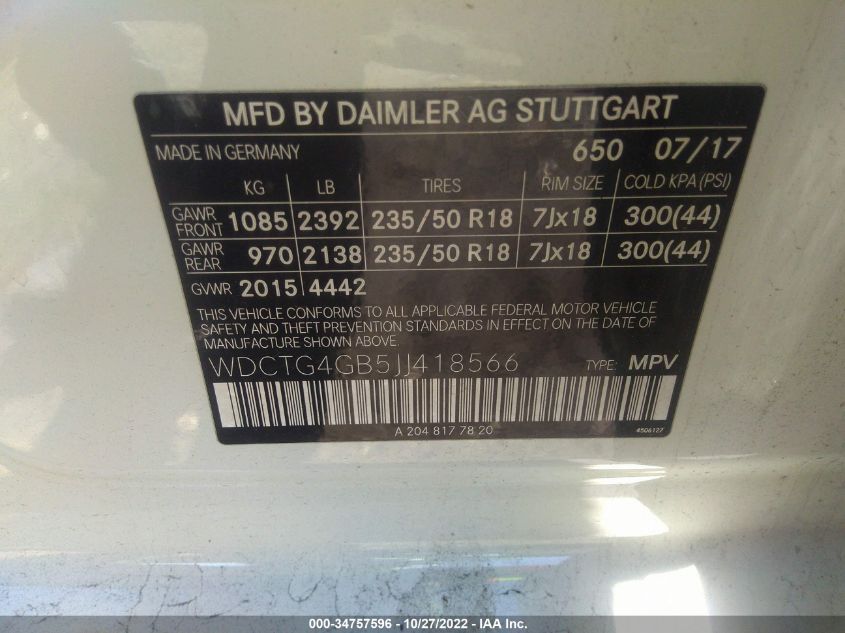 MFD BY DAIMLER AG STUTTGART
MADE IN GERMANY 650 07/17
KG LB TIRES RIM SIZE COLD KPA (PSI)
GAWR FRONT 1085 2392 235/50 R18 7Jx18 300(44)
GAWR REAR 970 2138 235/50 R18 7Jx18 300(44)
GVWR 2015 4442
THIS VEHICLE CONFORMS TO ALL APPLICABLE FEDERAL MOTOR VEHICLE
SAFETY AND THEFT PREVENTION STANDARDS IN EFFECT ON THE DATE OF
MANUFACTURE SHOWN ABOVE.
WDCTG4GB5JJ418566 TYPE: MPV
A 204 817 78 20 4506127
000-34757596 - 10/27/2022 - IAA Inc.